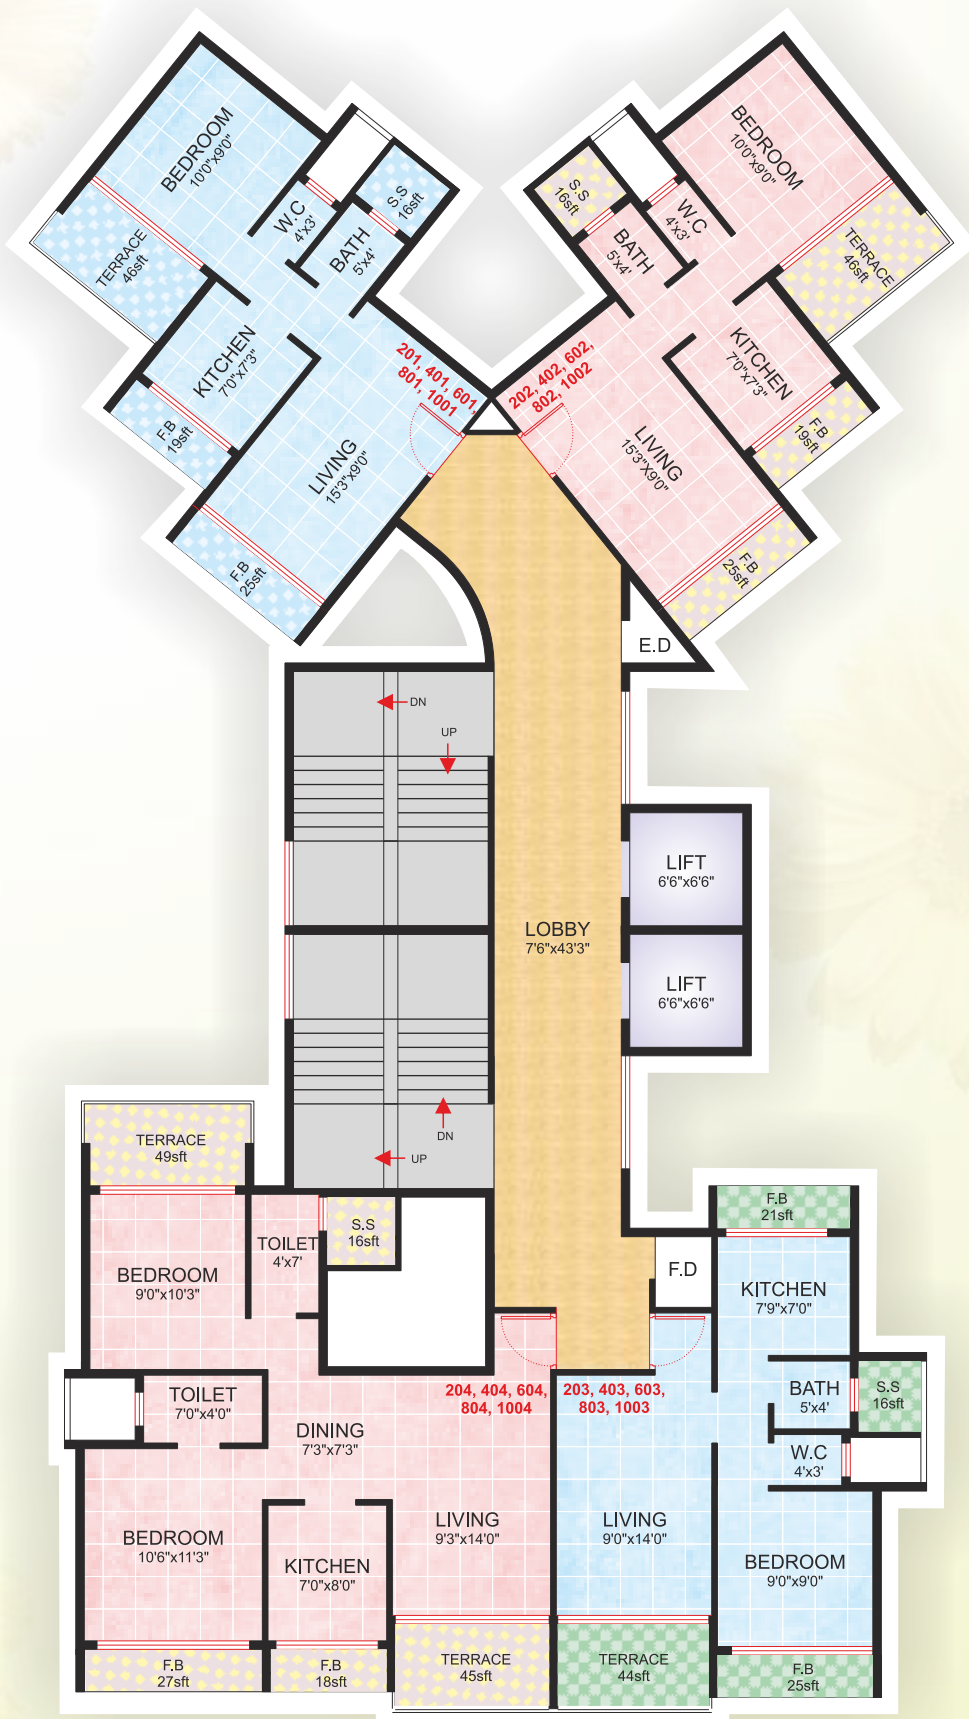 BEDROOM
10'0"x9'0"
W.C
4'x3'
S.S
16sft
BATH
5'x4'
TERRACE
46sft
KITCHEN
7'0"x7'3"
F.B
19sft
LIVING
15'3"x9'0"
F.B
25sft
201, 401, 601,
801, 1001
BEDROOM
10'0"x9'0"
S.S
16sft
W.C
4'x3'
BATH
5'x4'
TERRACE
46sft
KITCHEN
7'0"x7'3"
F.B
19sft
LIVING
15'3"X9'0"
F.B
25sft
202, 402, 602,
802, 1002
E.D
DN
UP
LIFT
6'6"x6'6"
LOBBY
7'6"x43'3"
LIFT
6'6"x6'6"
DN
UP
TERRACE
49sft
S.S
16sft
TOILET
4'x7'
BEDROOM
9'0"x10'3"
F.D
F.B
21sft
KITCHEN
7'9"x7'0"
TOILET
7'0"x4'0"
204, 404, 604,
804, 1004
203, 403, 603,
803, 1003
BATH
5'x4'
S.S
16sft
DINING
7'3"x7'3"
W.C
4'x3'
BEDROOM
10'6"x11'3"
KITCHEN
7'0"x8'0"
LIVING
9'3"x14'0"
LIVING
9'0"x14'0"
BEDROOM
9'0"x9'0"
F.B
27sft
F.B
18sft
TERRACE
45sft
TERRACE
44sft
F.B
25sft